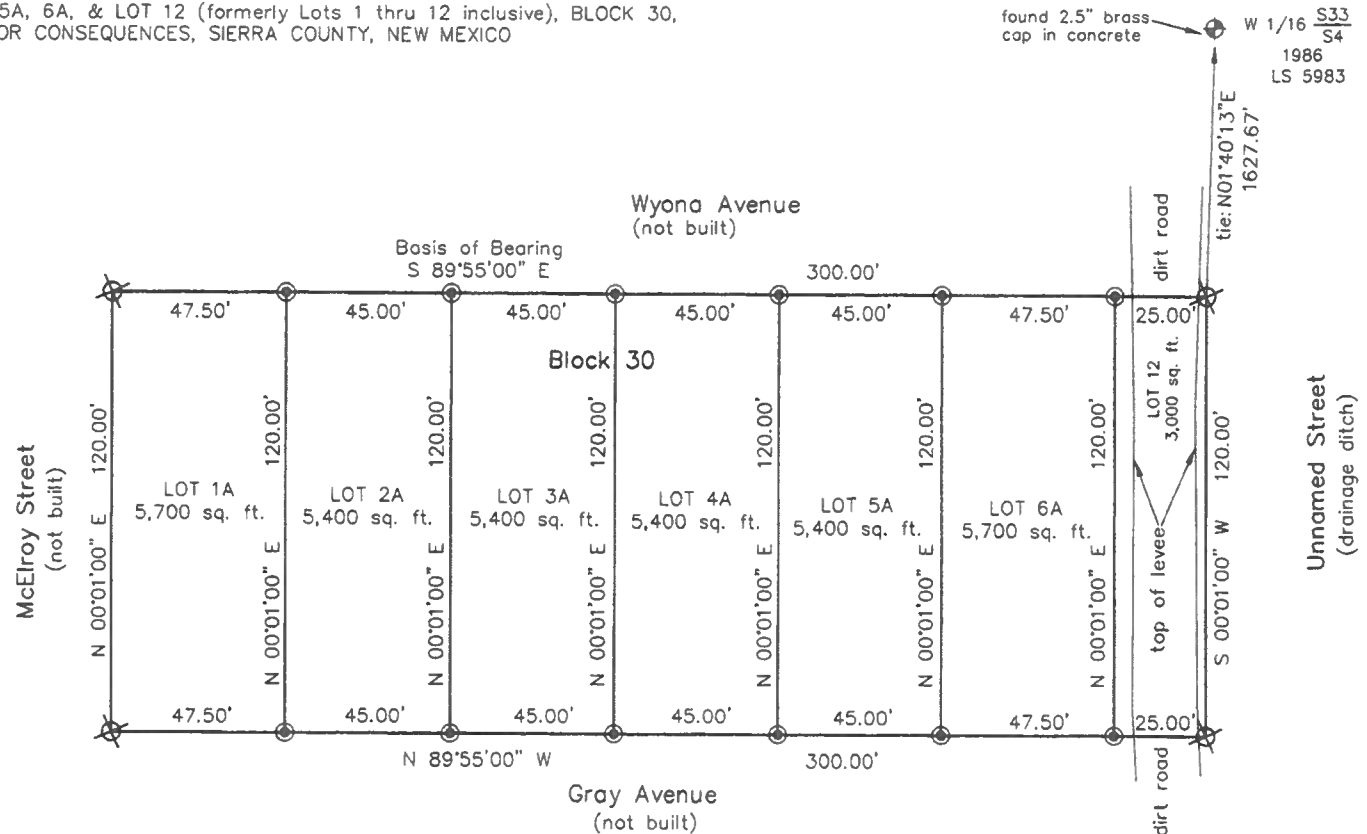 5A, 6A, & LOT 12 (formerly Lots 1 thru 12 inclusive), BLOCK 30,
OR CONSEQUENCES, SIERRA COUNTY, NEW MEXICO
found 2.5" brass
cap in concrete
W 1/16 S33
S4
1986
LS 5983
tie: N01°40'13"E
1627.67'
Wyona Avenue
(not built)
dirt road
Basis of Bearing
S 89°55'00" E
300.00'
47.50'
45.00'
45.00'
45.00'
45.00'
47.50'
25.00'
Block 30
McElroy Street
(not built)
N 00°01'00" E 120.00'
LOT 1A
5,700 sq. ft.
N 00°01'00" E 120.00'
LOT 2A
5,400 sq. ft.
N 00°01'00" E 120.00'
LOT 3A
5,400 sq. ft.
N 00°01'00" E 120.00'
LOT 4A
5,400 sq. ft.
N 00°01'00" E 120.00'
LOT 5A
5,400 sq. ft.
N 00°01'00" E 120.00'
LOT 6A
5,700 sq. ft.
N 00°01'00" E 120.00'
LOT 12
3,000 sq. ft.
top of levee
S 00°01'00" W 120.00'
Unnamed Street
(drainage ditch)
47.50'
45.00'
45.00'
45.00'
45.00'
47.50'
25.00'
N 89°55'00" W
300.00'
dirt road
Gray Avenue
(not built)